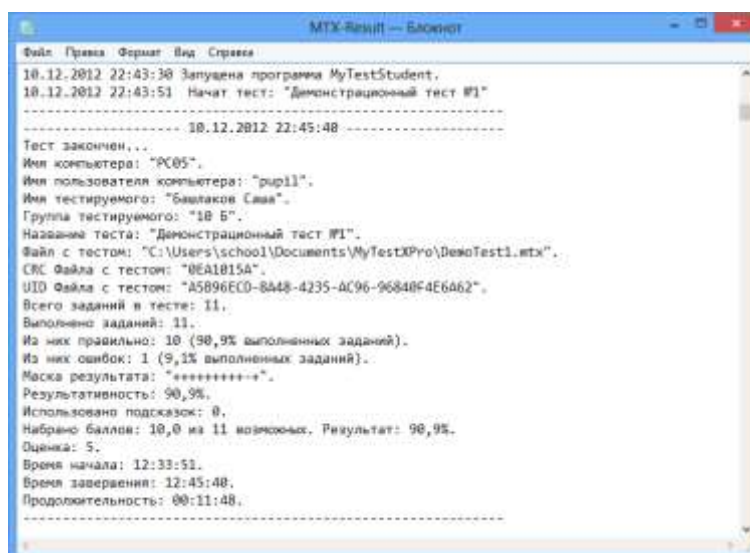 MTX-Result — Блокнот
Файл Правка Формат Вид Справка
10.12.2012 22:43:30 Запущена программа MyTestStudent.
10.12.2012 22:43:51 Начат тест: "Демонстрационный тест №1"
---------------------------------------------------------------
-------------------- 10.12.2012 22:45:40 --------------------
Тест закончен...
Имя компьютера: "PC05".
Имя пользователя компьютера: "pupil".
Имя тестируемого: "Башлаков Саша".
Группа тестируемого: "10 Б".
Название теста: "Демонстрационный тест №1".
Файл с тестом: "C:\Users\school\Documents\MyTestXPro\DemoTest1.mtx".
CRC Файла с тестом: "0EA1015A".
UID Файла с тестом: "A5B96ECD-8A48-4235-AC96-96840F4E6A62".
Всего заданий в тесте: 11.
Выполнено заданий: 11.
Из них правильно: 10 (90,9% выполненных заданий).
Из них ошибок: 1 (9,1% выполненных заданий).
Маска результата: "+++++++++-+".
Результативность: 90,9%.
Использовано подсказок: 0.
Набрано баллов: 10,0 из 11 возможных. Результат: 90,9%.
Оценка: 5.
Время начала: 12:33:51.
Время завершения: 12:45:40.
Продолжительность: 00:11:48.
---------------------------------------------------------------